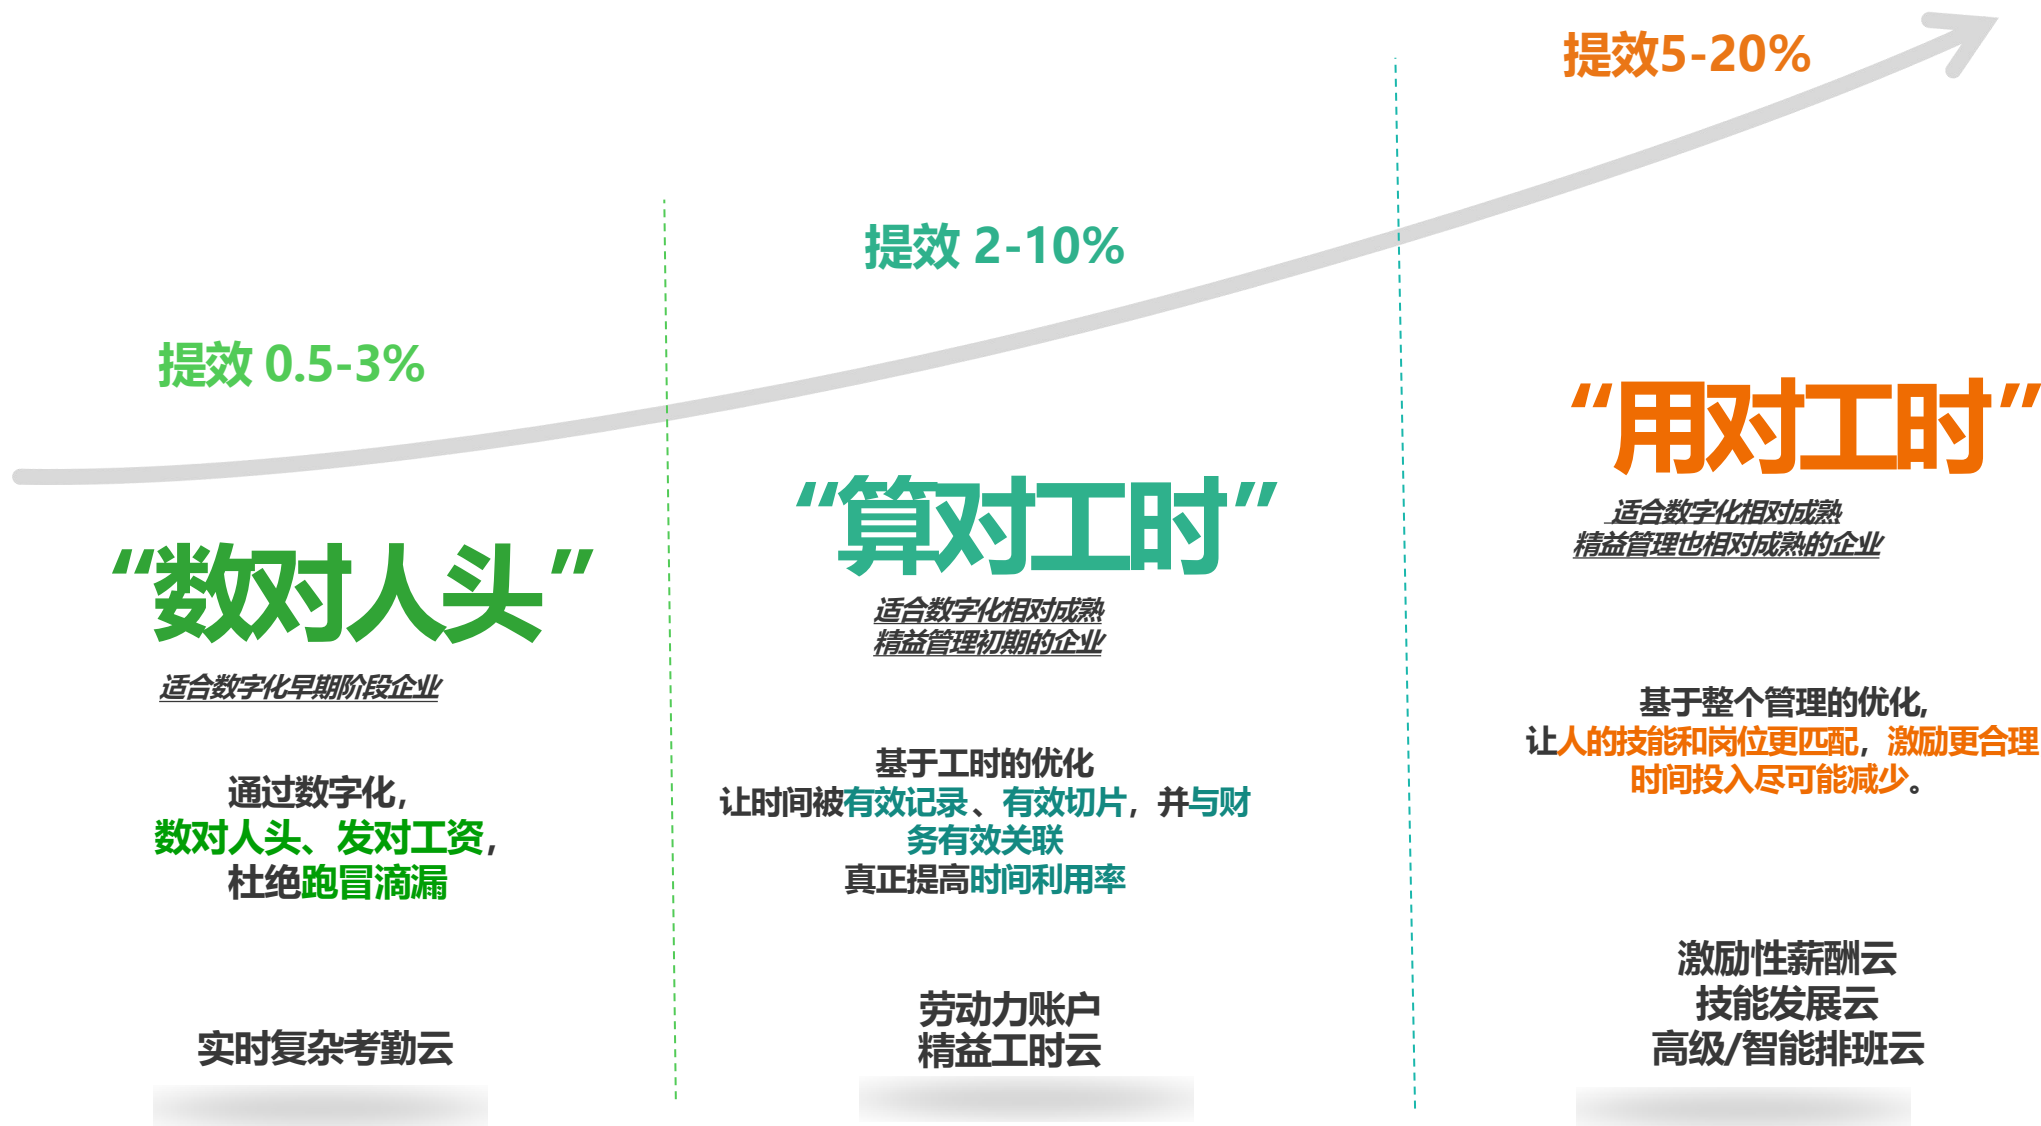 提效 0.5-3%
“数对人头”
适合数字化早期阶段企业
通过数字化，
数对人头、发对工资，
杜绝跑冒滴漏
实时复杂考勤云
提效 2-10%
“算对工时”
适合数字化相对成熟
精益管理初期的企业
基于工时的优化
让时间被有效记录、有效切片，并与财
务有效关联
真正提高时间利用率
劳动力账户
精益工时云
提效5-20%
“用对工时”
适合数字化相对成熟
精益管理也相对成熟的企业
基于整个管理的优化，
让人的技能和岗位更匹配，激励更合理
时间投入尽可能减少。
激励性薪酬云
技能发展云
高级/智能排班云